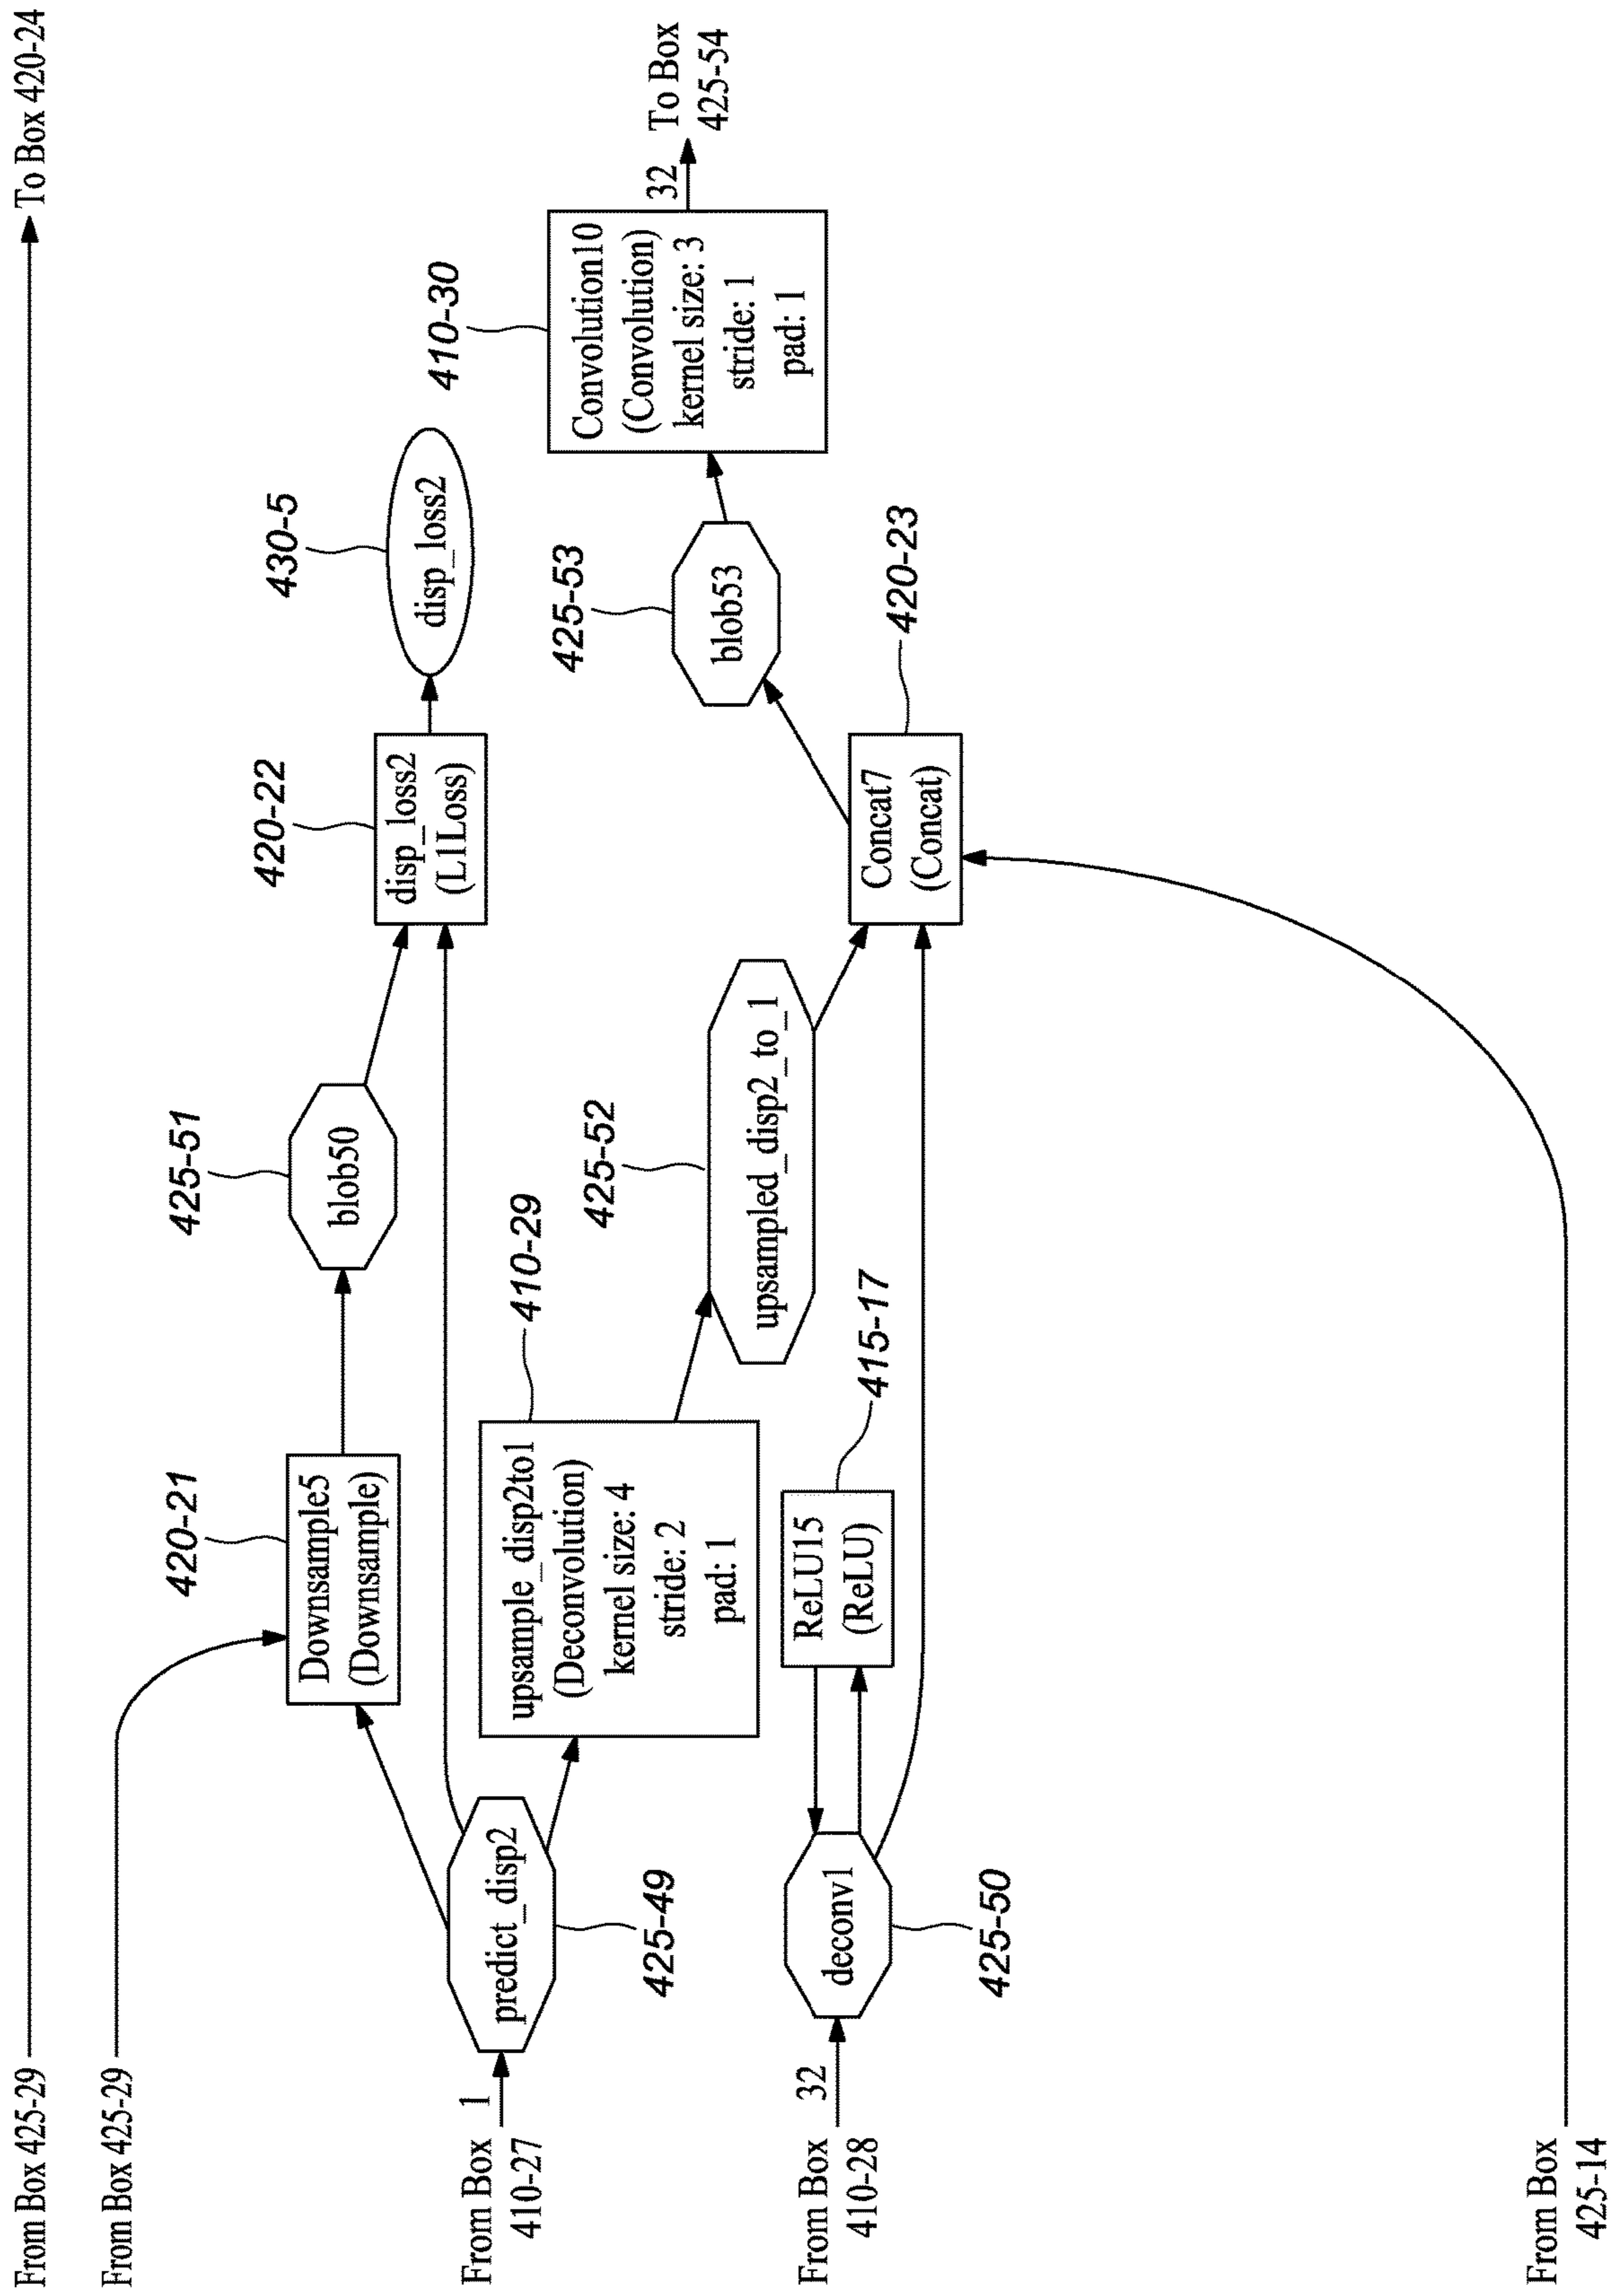 From Box 425-29
To Box 420-24
From Box 425-29
420-21
Downsample5
(Downsample)
425-51
blob50
420-22
disp_loss2
(L1Loss)
430-5
disp_loss2
From Box
410-27
1
predict_disp2
425-49
410-29
upsample_disp2to1
(Deconvolution)
kernel size: 4
stride: 2
pad: 1
425-52
upsampled_disp2_to_1
425-53
blob53
410-30
Convolution10
(Convolution)
kernel size: 3
stride: 1
pad: 1
32
To Box
425-54
From Box
410-28
32
deconv1
425-50
ReLU15
(ReLU)
415-17
Concat7
(Concat)
420-23
From Box
425-14